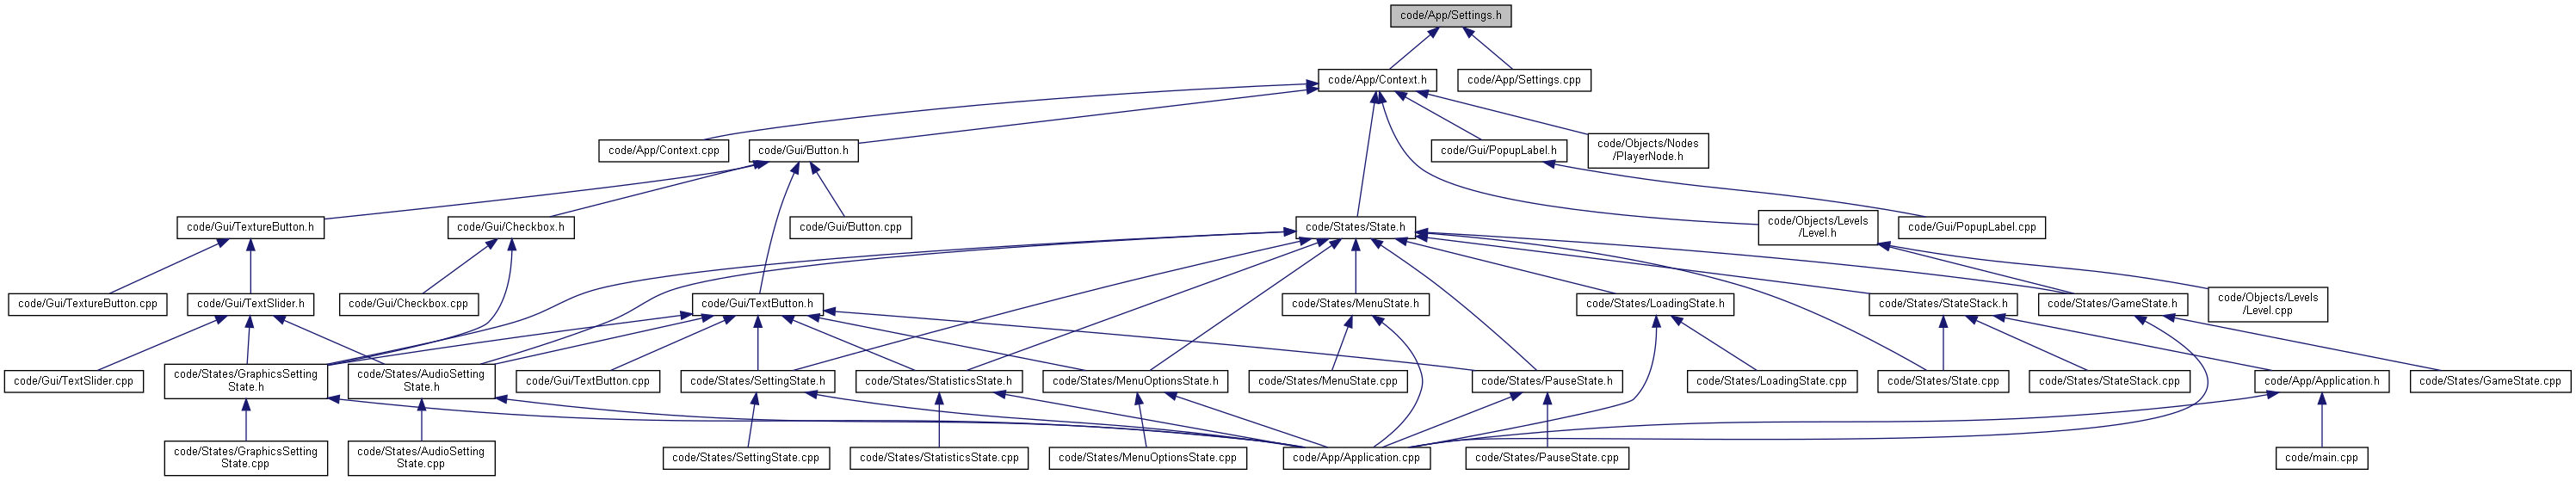 code/App/Settings.h
code/App/Context.h
code/App/Settings.cpp
code/App/Context.cpp
code/Gui/Button.h
code/Gui/PopupLabel.h
code/Objects/Nodes
/PlayerNode.h
code/Gui/TextureButton.h
code/Gui/Checkbox.h
code/Gui/Button.cpp
code/States/State.h
code/Objects/Levels
/Level.h
code/Gui/PopupLabel.cpp
code/Gui/TextureButton.cpp
code/Gui/TextSlider.h
code/Gui/Checkbox.cpp
code/Gui/TextButton.h
code/States/MenuState.h
code/States/LoadingState.h
code/States/StateStack.h
code/States/GameState.h
code/Objects/Levels
/Level.cpp
code/Gui/TextSlider.cpp
code/States/GraphicsSetting
State.h
code/States/AudioSetting
State.h
code/Gui/TextButton.cpp
code/States/SettingState.h
code/States/StatisticsState.h
code/States/MenuOptionsState.h
code/States/MenuState.cpp
code/States/PauseState.h
code/States/LoadingState.cpp
code/States/State.cpp
code/States/StateStack.cpp
code/App/Application.h
code/States/GameState.cpp
code/States/GraphicsSetting
State.cpp
code/States/AudioSetting
State.cpp
code/States/SettingState.cpp
code/States/StatisticsState.cpp
code/States/MenuOptionsState.cpp
code/App/Application.cpp
code/States/PauseState.cpp
code/main.cpp